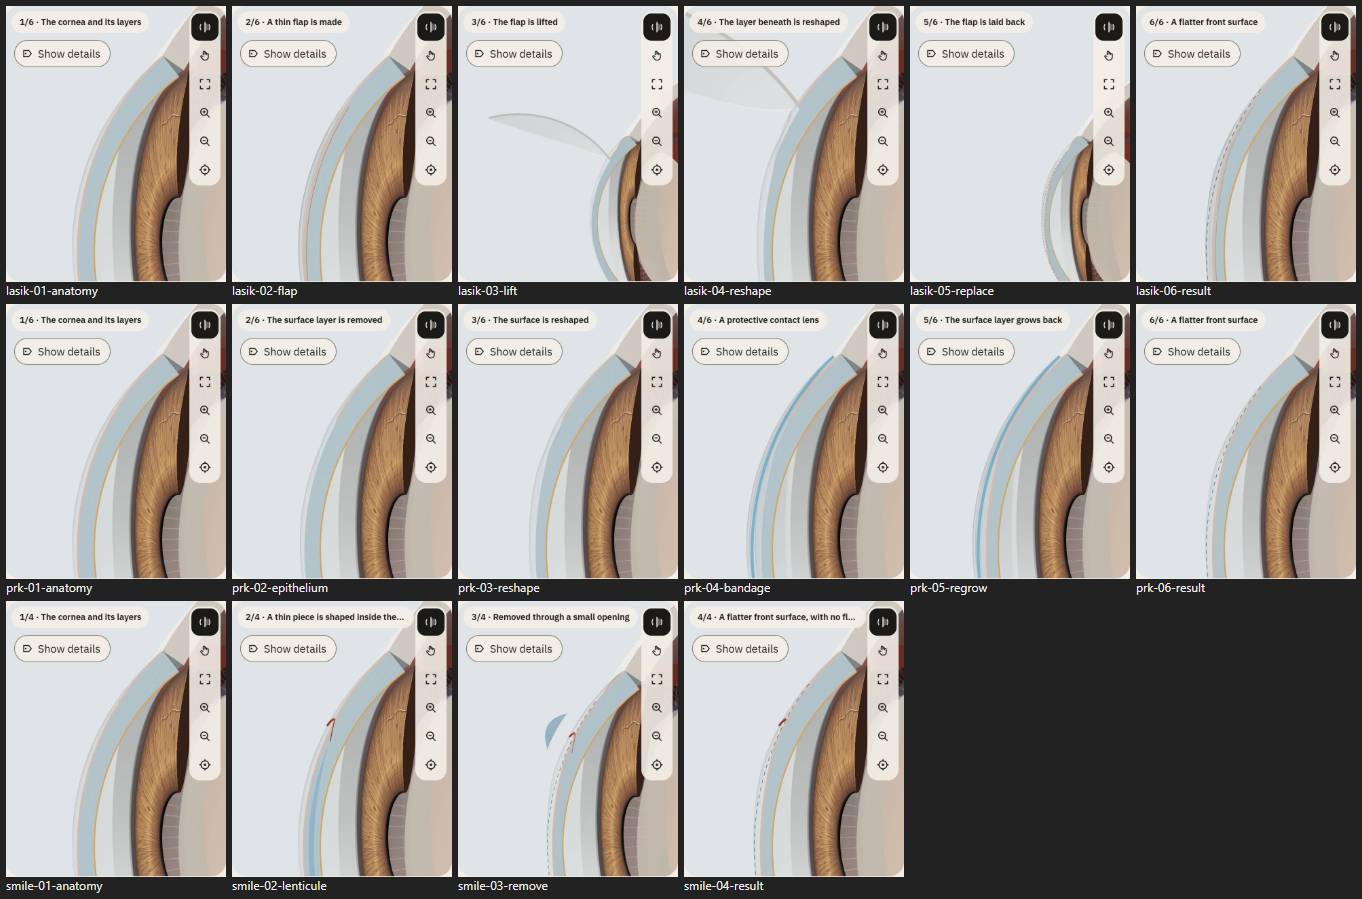 1/6 · The cornea and its layers
Show details
lasik-01-anatomy
2/6 · A thin flap is made
Show details
lasik-02-flap
3/6 · The flap is lifted
Show details
lasik-03-lift
4/6 · The layer beneath is reshaped
Show details
lasik-04-reshape
5/6 · The flap is laid back
Show details
lasik-05-replace
6/6 · A flatter front surface
Show details
lasik-06-result
1/6 · The cornea and its layers
Show details
prk-01-anatomy
2/6 · The surface layer is removed
Show details
prk-02-epithelium
3/6 · The surface is reshaped
Show details
prk-03-reshape
4/6 · A protective contact lens
Show details
prk-04-bandage
5/6 · The surface layer grows back
Show details
prk-05-regrow
6/6 · A flatter front surface
Show details
prk-06-result
1/4 · The cornea and its layers
Show details
smile-01-anatomy
2/4 · A thin piece is shaped inside the...
Show details
smile-02-lenticule
3/4 · Removed through a small opening
Show details
smile-03-remove
4/4 · A flatter front surface, with no fl...
Show details
smile-04-result